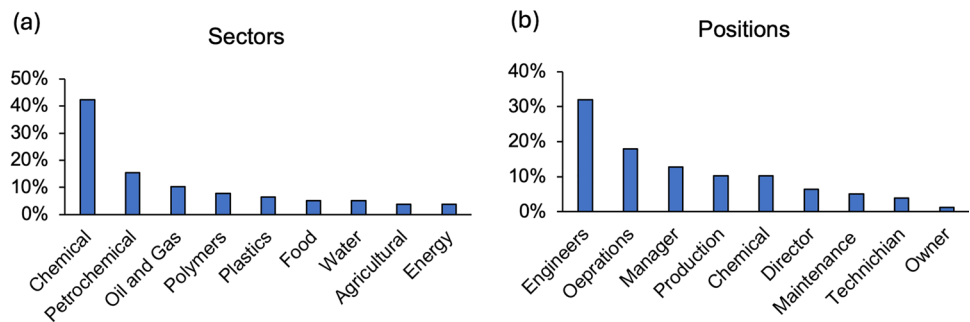 (a)
Sectors
50%
40%
30%
20%
10%
0%
Chemical
Petrochemical
Oil and Gas
Polymers
Plastics
Food
Water
Agricultural
Energy
(b)
Positions
40%
30%
20%
10%
0%
Engineers
Oeprations
Manager
Production
Chemical
Director
Maintenance
Technichian
Owner